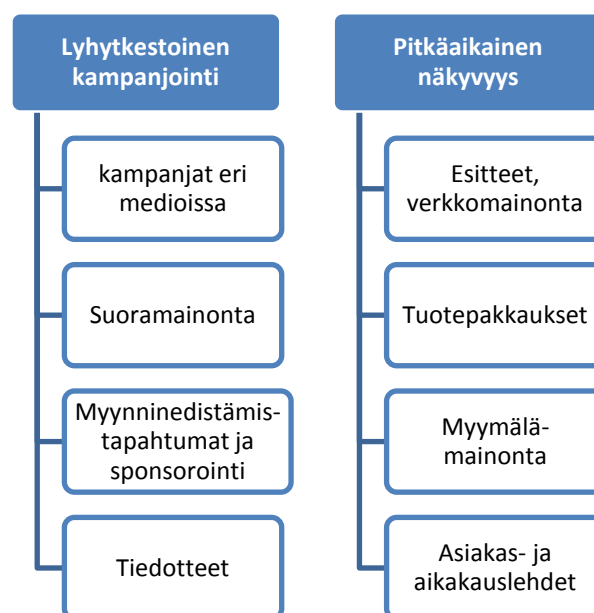 Lyhytkestoinen
kampanjointi
kampanjat eri
medioissa
Suoramainonta
Myynninedistämis-
tapahtumat ja
sponsorointi
Tiedotteet
Pitkäaikainen
näkyvyys
Esitteet,
verkkomainonta
Tuotepakkaukset
Myymälä-
mainonta
Asiakas- ja
aikakauslehdet